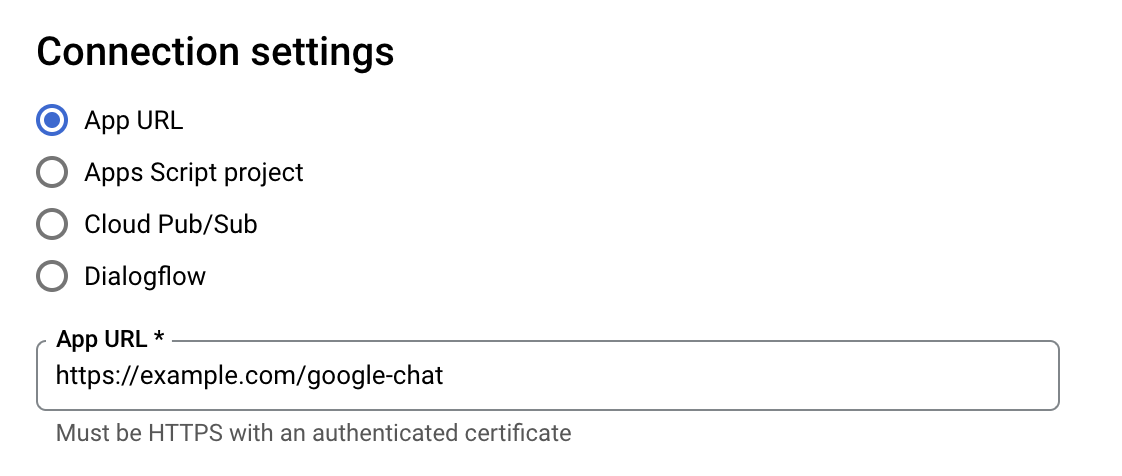 Connection settings
App URL
Apps Script project
Cloud Pub/Sub
Dialogflow
App URL *
https://example.com/google-chat
Must be HTTPS with an authenticated certificate